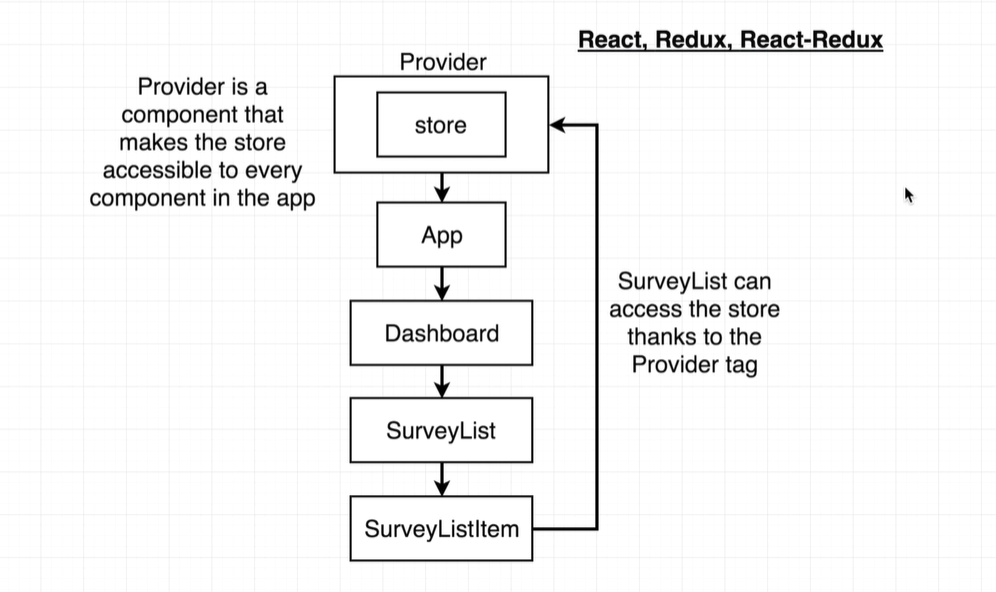 React, Redux, React-Redux
Provider
Provider is a
component that
makes the store
accessible to every
component in the app
store
App
Dashboard
SurveyList can
access the store
thanks to the
Provider tag
SurveyList
SurveyListItem